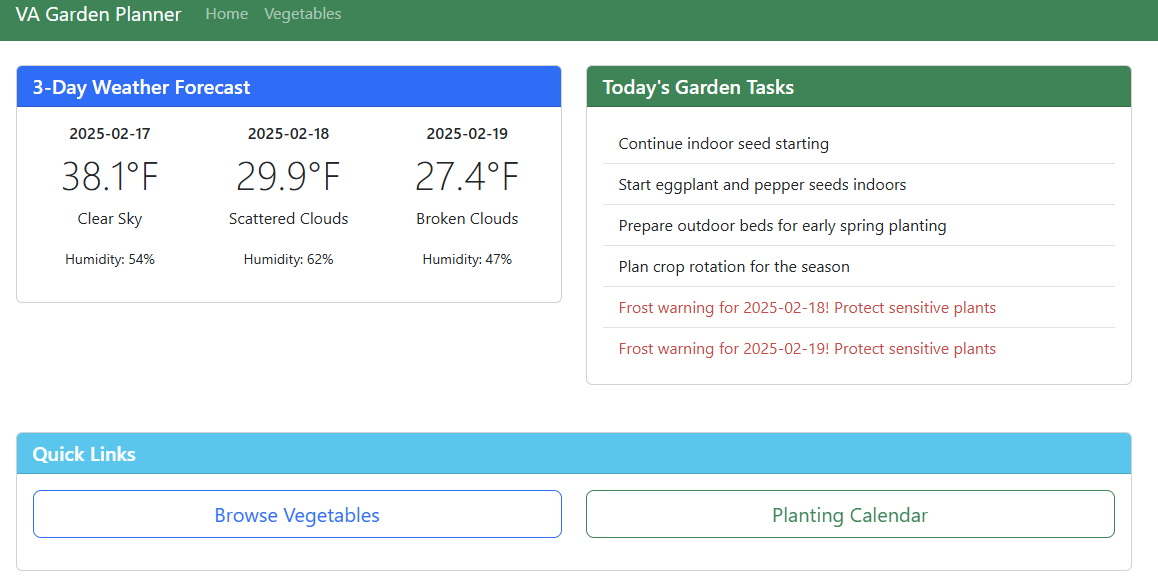 VA Garden Planner Home Vegetables
3-Day Weather Forecast
2025-02-17 2025-02-18 2025-02-19
38.1°F 29.9°F 27.4°F
Clear Sky Scattered Clouds Broken Clouds
Humidity: 54% Humidity: 62% Humidity: 47%
Today's Garden Tasks
Continue indoor seed starting
Start eggplant and pepper seeds indoors
Prepare outdoor beds for early spring planting
Plan crop rotation for the season
Frost warning for 2025-02-18! Protect sensitive plants
Frost warning for 2025-02-19! Protect sensitive plants
Quick Links
Browse Vegetables Planting Calendar